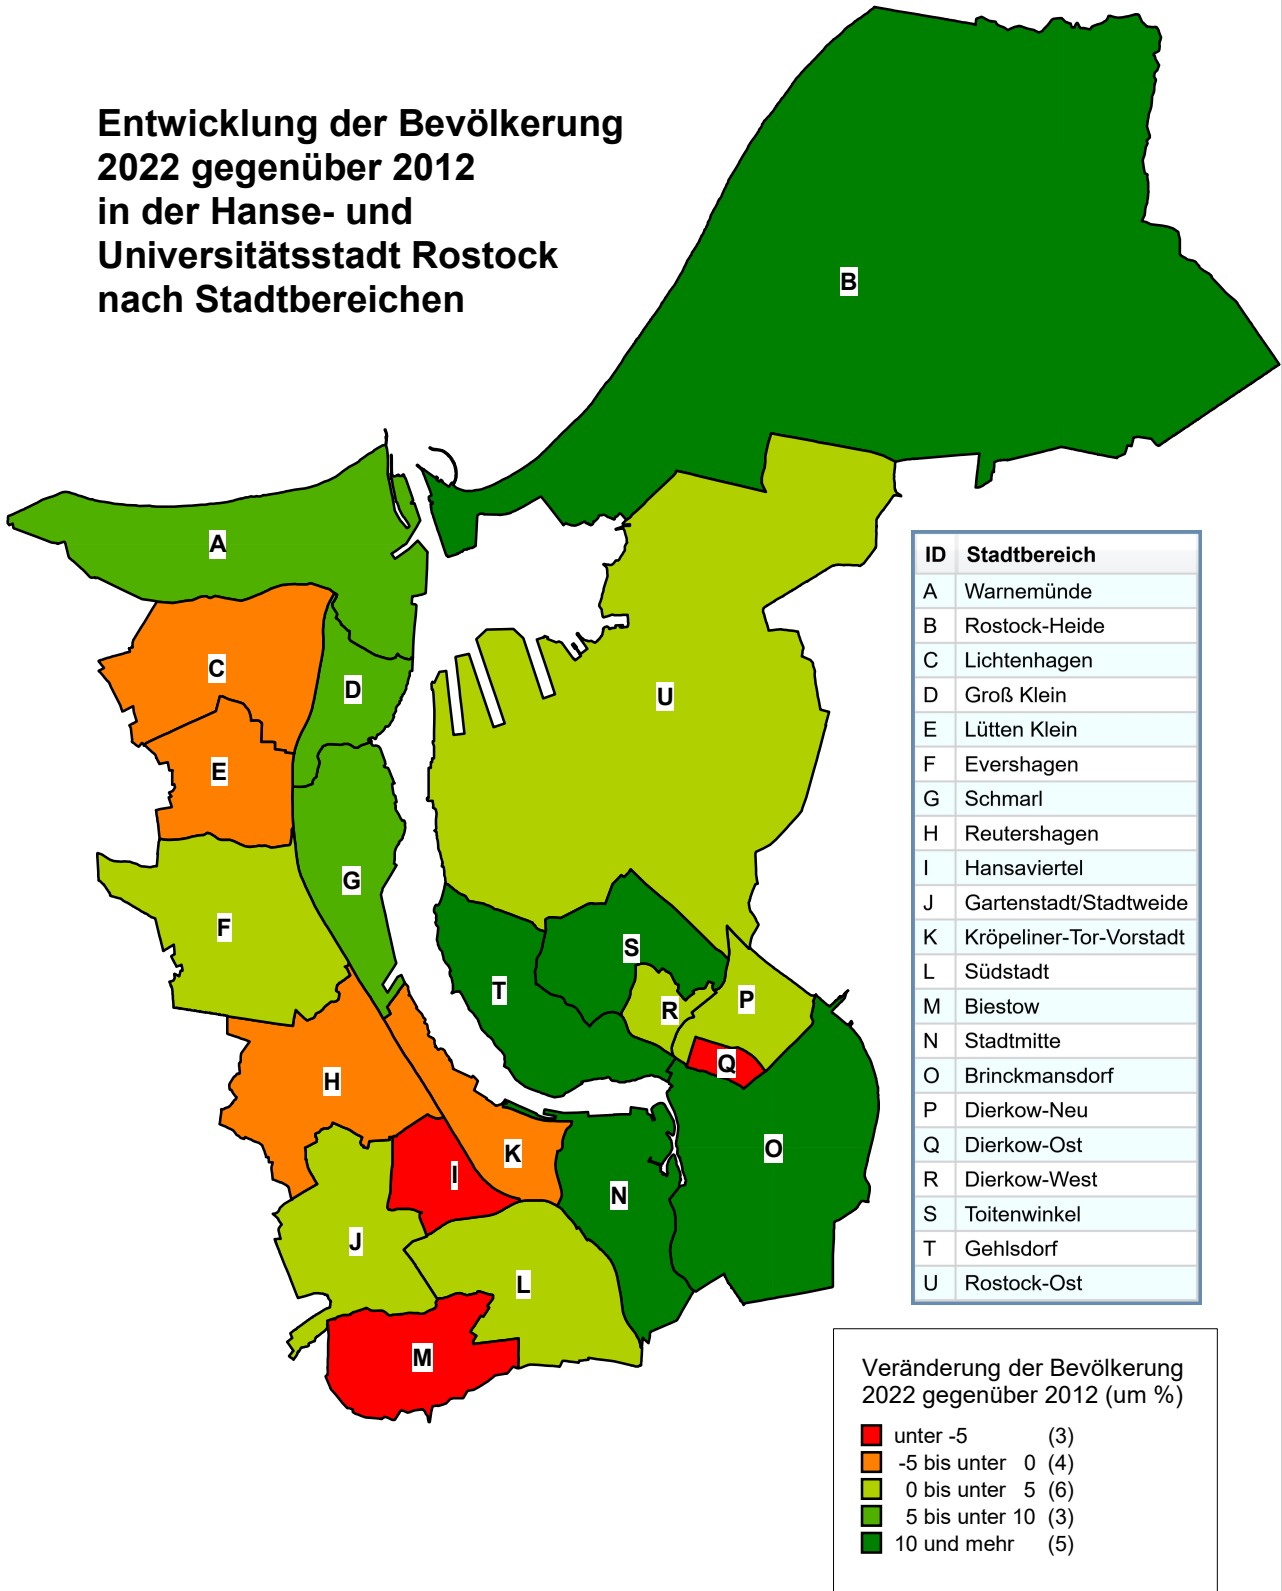 Entwicklung der Bevölkerung
2022 gegenüber 2012
in der Hanse- und
Universitätsstadt Rostock
nach Stadtbereichen
B
A
C
D
U
E
G
F
S
T
R
P
Q
H
O
K
I
N
J
L
M
ID Stadtbereich
A Warnemünde
B Rostock-Heide
C Lichtenhagen
D Groß Klein
E Lütten Klein
F Evershagen
G Schmarl
H Reutershagen
I Hansaviertel
J Gartenstadt/Stadtweide
K Kröpeliner-Tor-Vorstadt
L Südstadt
M Biestow
N Stadtmitte
O Brinckmansdorf
P Dierkow-Neu
Q Dierkow-Ost
R Dierkow-West
S Toitenwinkel
T Gehlsdorf
U Rostock-Ost
Veränderung der Bevölkerung
2022 gegenüber 2012 (um %)
unter -5 (3)
-5 bis unter 0 (4)
0 bis unter 5 (6)
5 bis unter 10 (3)
10 und mehr (5)